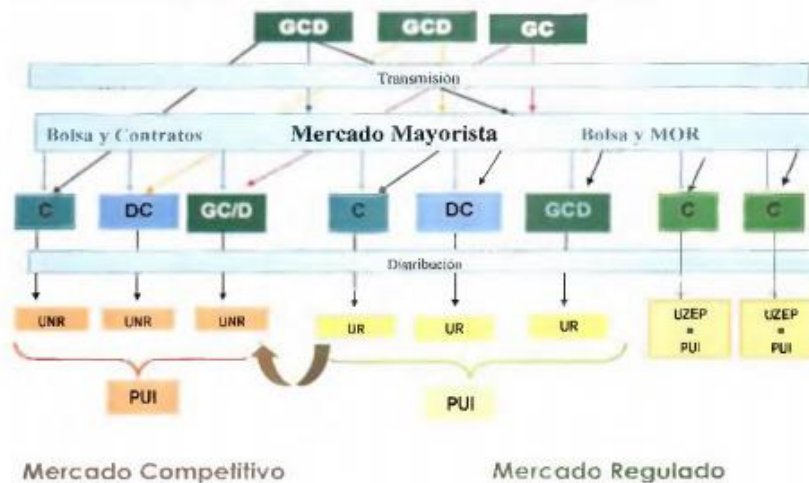 GCD GCD GC
Transmisión
Bolsa y Contratos Mercado Mayorista Bolsa y MOR
C DC GC/D C DC GCD C C
Distribución
UNR UNR UNR UR UR UR
UZEP UZEP
= =
PUI PUI
PUI PUI
Mercado Competitivo Mercado Regulado